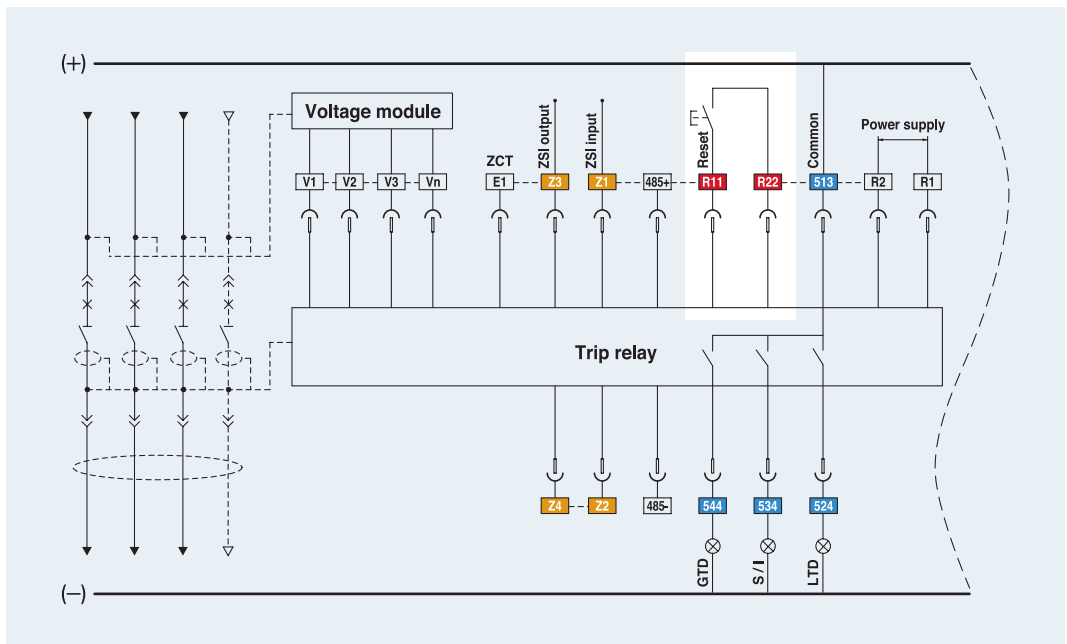 (+)
Voltage module
ZSI output
ZSI input
Reset
Common
Power supply
ZCT
V1 V2 V3 Vn E1 Z3 Z1 485+ R11 R22 513 R2 R1
Trip relay
Z4 Z2 485- 544 534 524
GTD
S / I
LTD
(−)